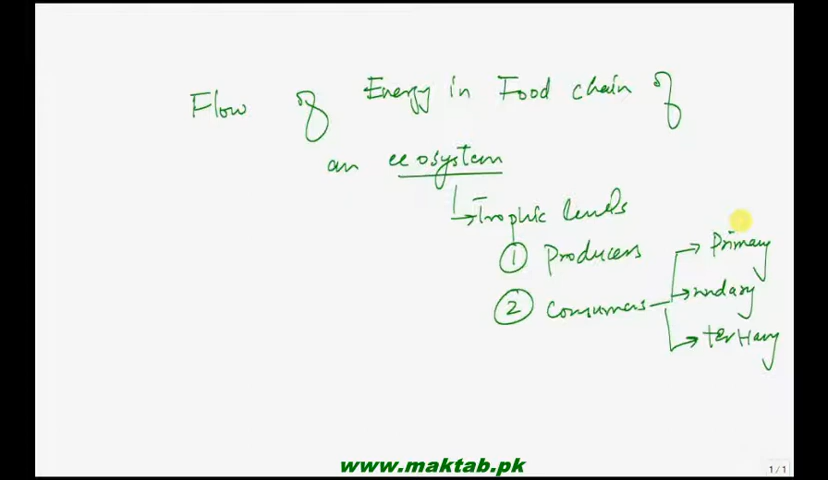 Flow of Energy in Food chain of
an ecosystem
Trophic levels
1 Producers
Primary
2 Consumers
ndary
tertiary
www.maktab.pk
1/1